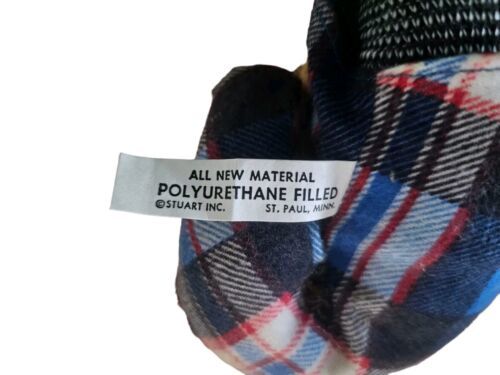 ALL NEW MATERIAL
POLYURETHANE FILLED
©STUART INC. ST. PAUL, MINN.